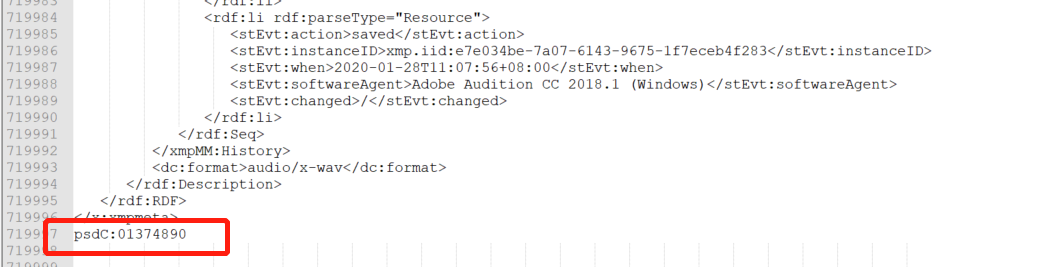 719983 </rdf:li>
719984 <rdf:li rdf:parseType="Resource">
719985 <stEvt:action>saved</stEvt:action>
719986 <stEvt:instanceID>xmp.iid:e7e034be-7a07-6143-9675-1f7eceb4f283</stEvt:instanceID>
719987 <stEvt:when>2020-01-28T11:07:56+08:00</stEvt:when>
719988 <stEvt:softwareAgent>Adobe Audition CC 2018.1 (Windows)</stEvt:softwareAgent>
719989 <stEvt:changed>/</stEvt:changed>
719990 </rdf:li>
719991 </rdf:Seq>
719992 </xmpMM:History>
719993 <dc:format>audio/x-wav</dc:format>
719994 </rdf:Description>
719995 </rdf:RDF>
719996 </x:xmpmeta>
719997 psdC:01374890
719998
719999